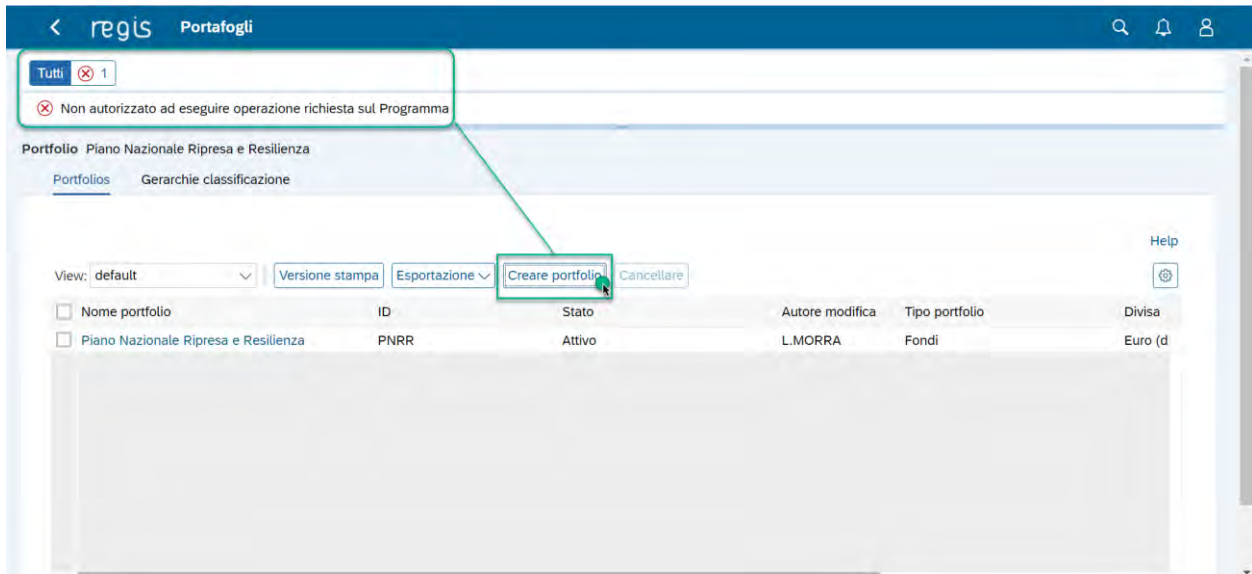 regis Portafogli
Tutti 1
Non autorizzato ad eseguire operazione richiesta sul Programma
Portfolio Piano Nazionale Ripresa e Resilienza
Portfolios Gerarchie classificazione
Help
View: default Versione stampa Esportazione Creare portfolio Cancellare
Nome portfolio ID Stato Autore modifica Tipo portfolio Divisa
Piano Nazionale Ripresa e Resilienza PNRR Attivo L.MORRA Fondi Euro (d